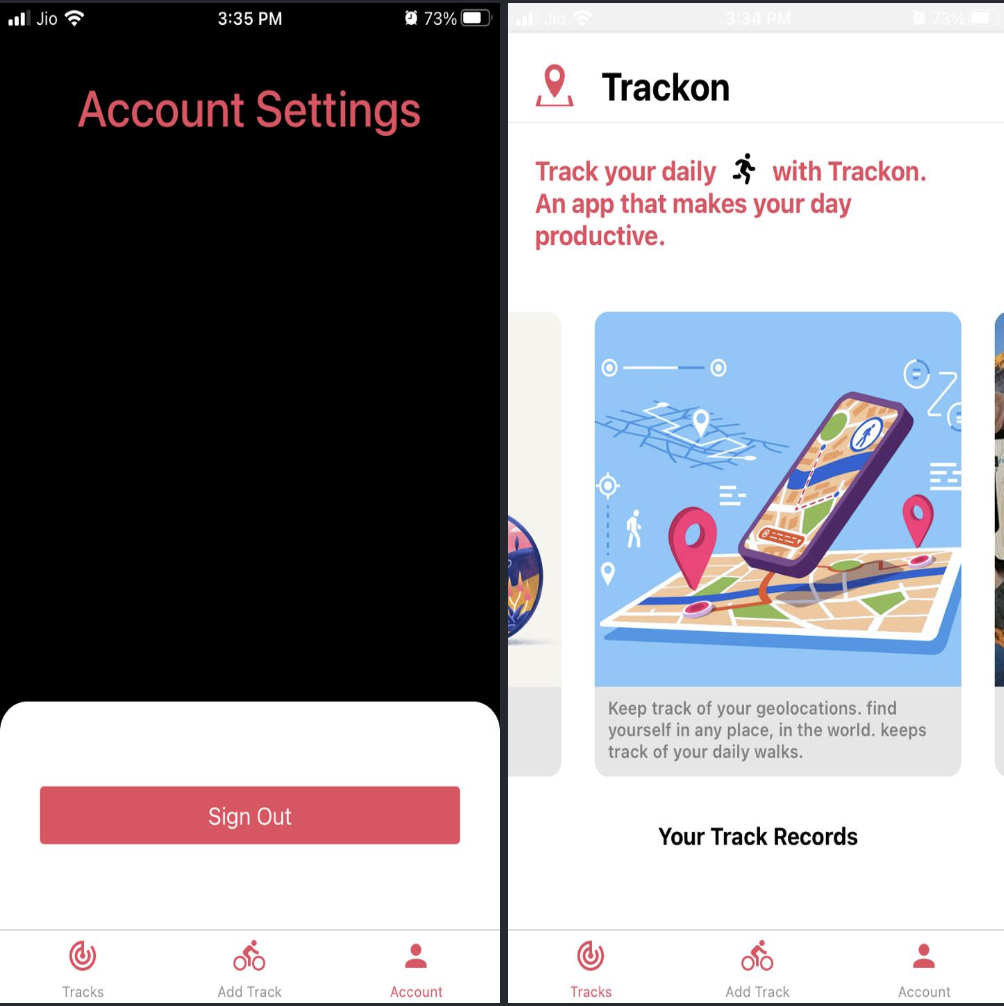 Jio 3:35 PM 73%
Account Settings
Sign Out
Tracks Add Track Account
Jio 3:34 PM 73%
Trackon
Track your daily with Trackon.
An app that makes your day
productive.
Keep track of your geolocations. find
yourself in any place, in the world. keeps
track of your daily walks.
Your Track Records
Tracks Add Track Account